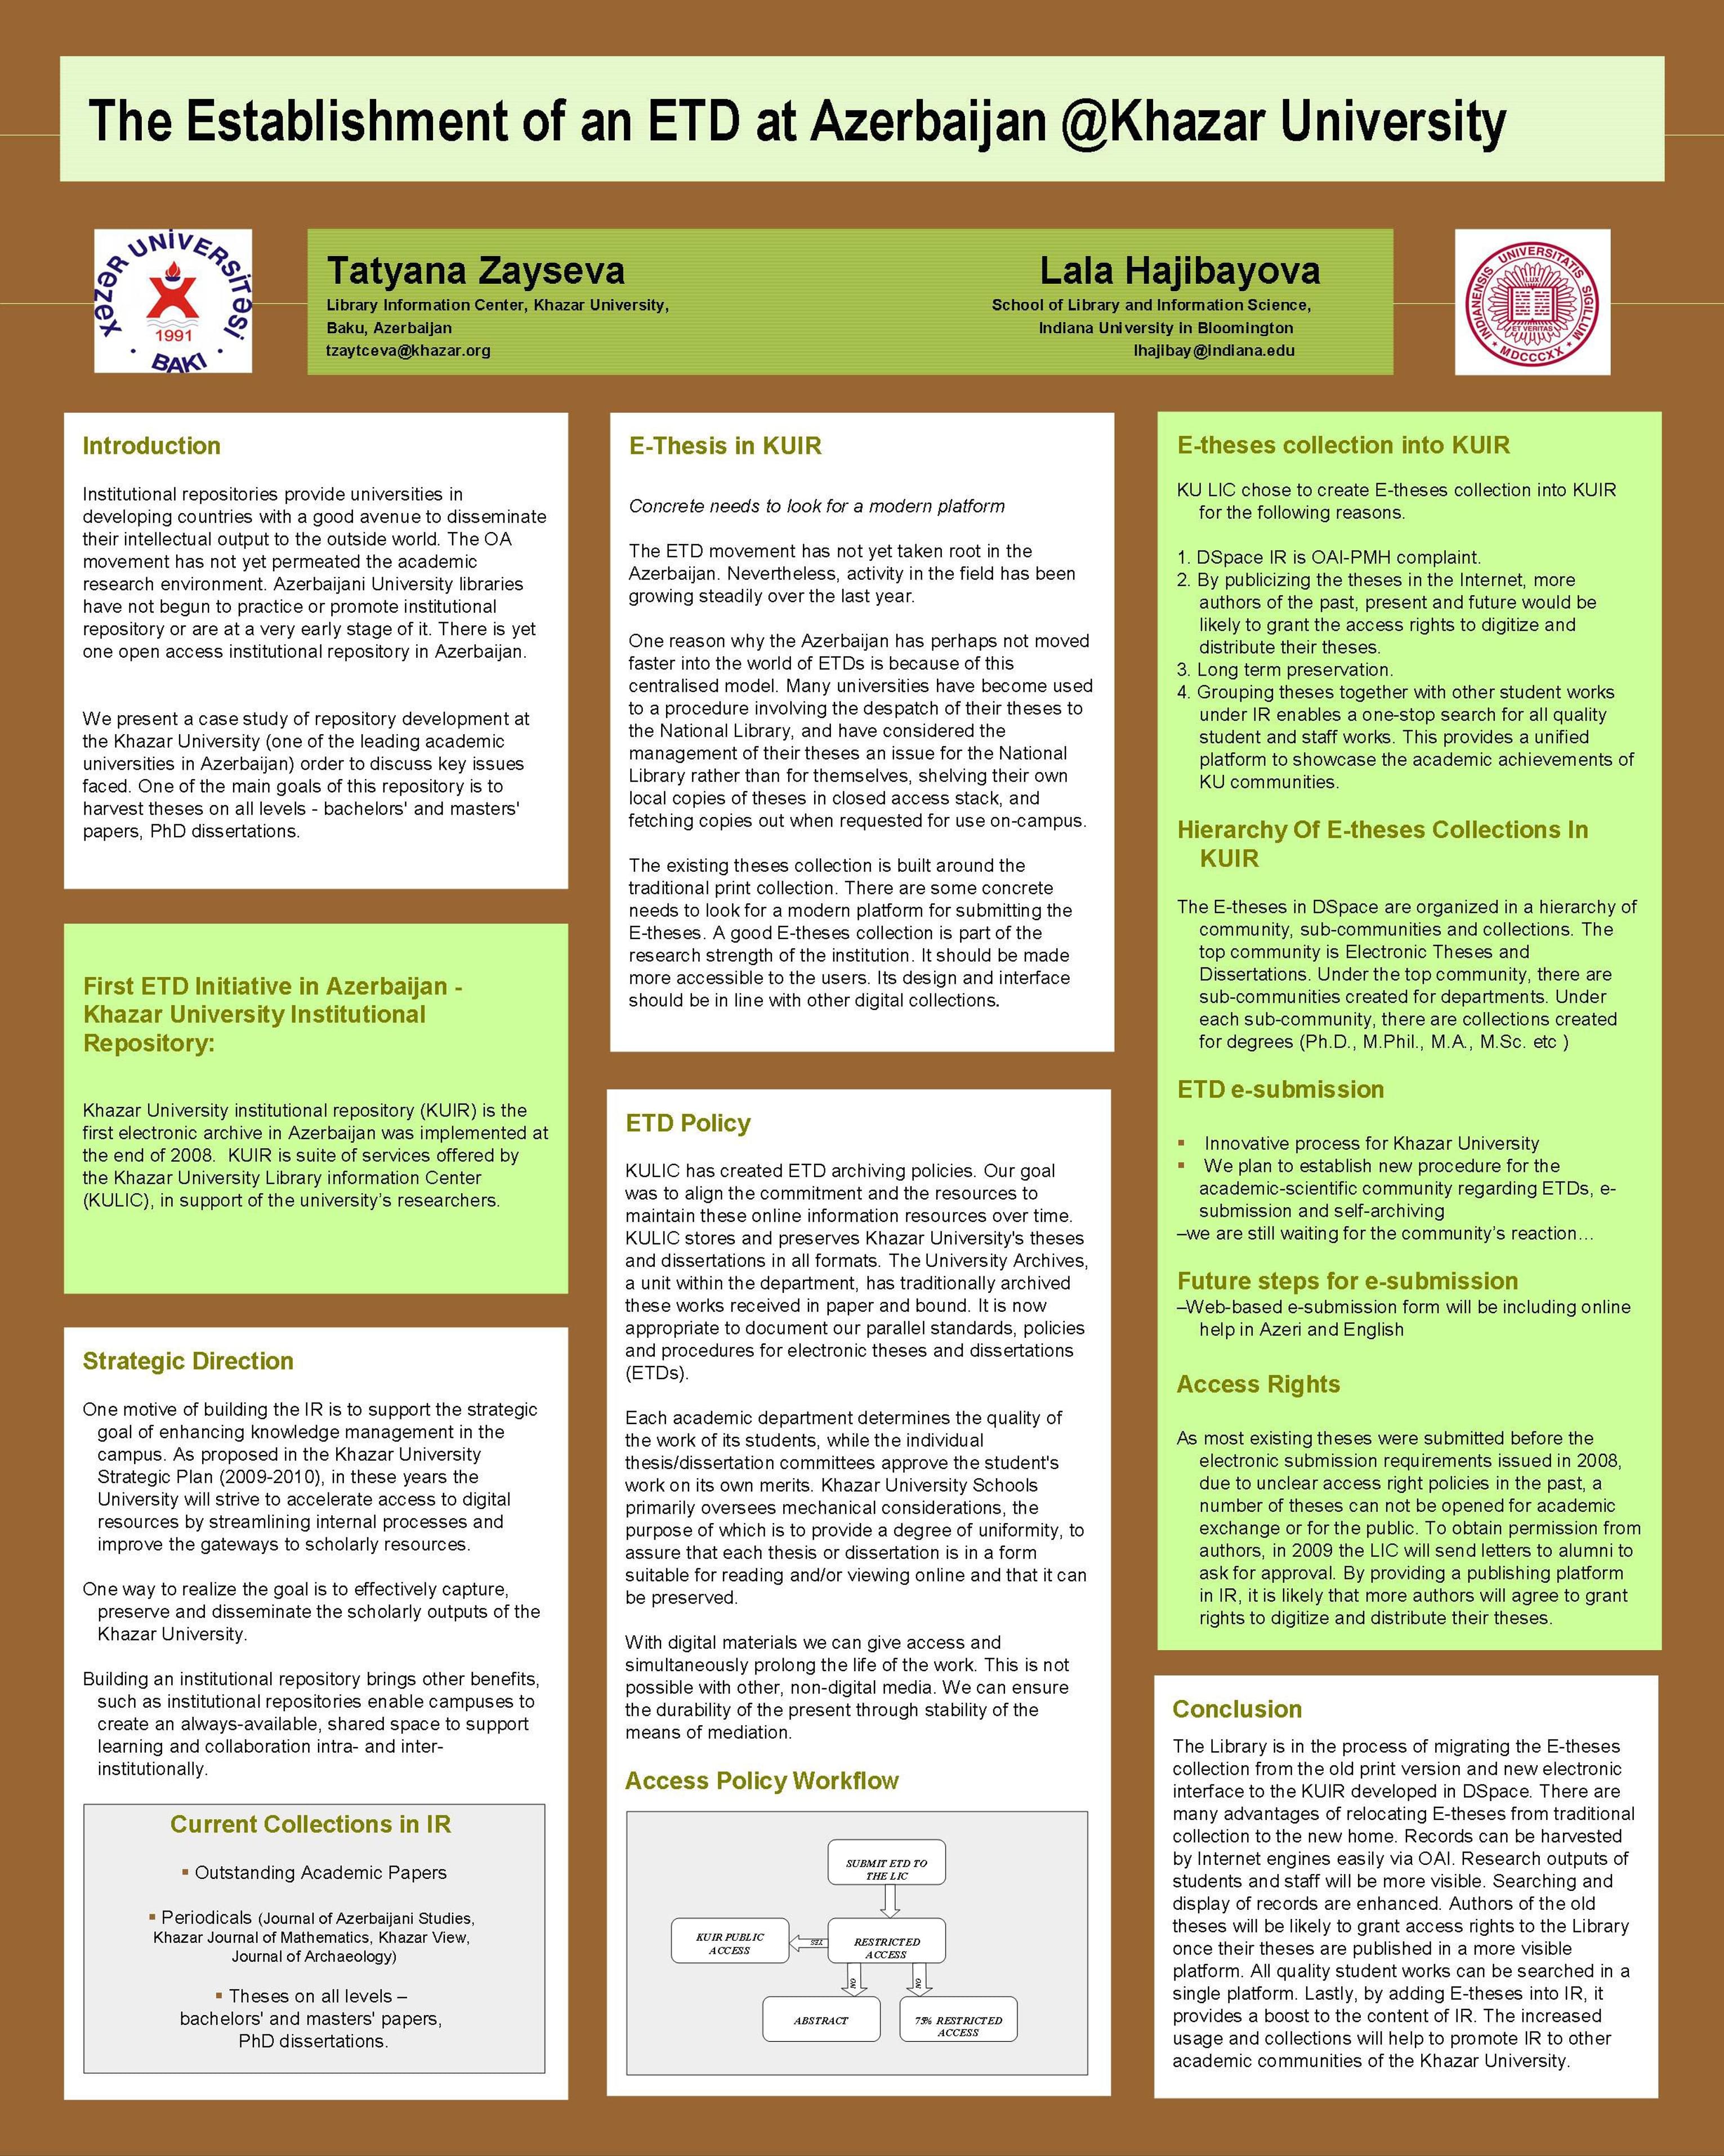 The Establishment of an ETD at Azerbaijan @Khazar University
XƏZƏR UNİVERSİTƏSİ
1991
• BAKI •
Tatyana Zayseva
Library Information Center, Khazar University,
Baku, Azerbaijan
tzaytceva@khazar.org
Lala Hajibayova
School of Library and Information Science,
Indiana University in Bloomington
lhajibay@indiana.edu
INDIANENSIS UNIVERSITATIS SIGILLUM
LUX
ET VERITAS
• MDCCCXX •
Introduction
Institutional repositories provide universities in
developing countries with a good avenue to disseminate
their intellectual output to the outside world. The OA
movement has not yet permeated the academic
research environment. Azerbaijani University libraries
have not begun to practice or promote institutional
repository or are at a very early stage of it. There is yet
one open access institutional repository in Azerbaijan.
We present a case study of repository development at
the Khazar University (one of the leading academic
universities in Azerbaijan) order to discuss key issues
faced. One of the main goals of this repository is to
harvest theses on all levels - bachelors' and masters'
papers, PhD dissertations.
First ETD Initiative in Azerbaijan -
Khazar University Institutional
Repository:
Khazar University institutional repository (KUIR) is the
first electronic archive in Azerbaijan was implemented at
the end of 2008. KUIR is suite of services offered by
the Khazar University Library information Center
(KULIC), in support of the university's researchers.
Strategic Direction
One motive of building the IR is to support the strategic
goal of enhancing knowledge management in the
campus. As proposed in the Khazar University
Strategic Plan (2009-2010), in these years the
University will strive to accelerate access to digital
resources by streamlining internal processes and
improve the gateways to scholarly resources.
One way to realize the goal is to effectively capture,
preserve and disseminate the scholarly outputs of the
Khazar University.
Building an institutional repository brings other benefits,
such as institutional repositories enable campuses to
create an always-available, shared space to support
learning and collaboration intra- and inter-
institutionally.
Current Collections in IR
▪ Outstanding Academic Papers
▪ Periodicals (Journal of Azerbaijani Studies,
Khazar Journal of Mathematics, Khazar View,
Journal of Archaeology)
▪ Theses on all levels –
bachelors' and masters' papers,
PhD dissertations.
E-Thesis in KUIR
Concrete needs to look for a modern platform
The ETD movement has not yet taken root in the
Azerbaijan. Nevertheless, activity in the field has been
growing steadily over the last year.
One reason why the Azerbaijan has perhaps not moved
faster into the world of ETDs is because of this
centralised model. Many universities have become used
to a procedure involving the despatch of their theses to
the National Library, and have considered the
management of their theses an issue for the National
Library rather than for themselves, shelving their own
local copies of theses in closed access stack, and
fetching copies out when requested for use on-campus.
The existing theses collection is built around the
traditional print collection. There are some concrete
needs to look for a modern platform for submitting the
E-theses. A good E-theses collection is part of the
research strength of the institution. It should be made
more accessible to the users. Its design and interface
should be in line with other digital collections.
ETD Policy
KULIC has created ETD archiving policies. Our goal
was to align the commitment and the resources to
maintain these online information resources over time.
KULIC stores and preserves Khazar University's theses
and dissertations in all formats. The University Archives,
a unit within the department, has traditionally archived
these works received in paper and bound. It is now
appropriate to document our parallel standards, policies
and procedures for electronic theses and dissertations
(ETDs).
Each academic department determines the quality of
the work of its students, while the individual
thesis/dissertation committees approve the student's
work on its own merits. Khazar University Schools
primarily oversees mechanical considerations, the
purpose of which is to provide a degree of uniformity, to
assure that each thesis or dissertation is in a form
suitable for reading and/or viewing online and that it can
be preserved.
With digital materials we can give access and
simultaneously prolong the life of the work. This is not
possible with other, non-digital media. We can ensure
the durability of the present through stability of the
means of mediation.
Access Policy Workflow
SUBMIT ETD TO
THE LIC
KUIR PUBLIC
ACCESS
YES
RESTRICTED
ACCESS
NO
NO
ABSTRACT
75% RESTRICTED
ACCESS
E-theses collection into KUIR
KU LIC chose to create E-theses collection into KUIR
for the following reasons.
1. DSpace IR is OAI-PMH complaint.
2. By publicizing the theses in the Internet, more
authors of the past, present and future would be
likely to grant the access rights to digitize and
distribute their theses.
3. Long term preservation.
4. Grouping theses together with other student works
under IR enables a one-stop search for all quality
student and staff works. This provides a unified
platform to showcase the academic achievements of
KU communities.
Hierarchy Of E-theses Collections In
KUIR
The E-theses in DSpace are organized in a hierarchy of
community, sub-communities and collections. The
top community is Electronic Theses and
Dissertations. Under the top community, there are
sub-communities created for departments. Under
each sub-community, there are collections created
for degrees (Ph.D., M.Phil., M.A., M.Sc. etc )
ETD e-submission
▪ Innovative process for Khazar University
▪ We plan to establish new procedure for the
academic-scientific community regarding ETDs, e-
submission and self-archiving
–we are still waiting for the community's reaction…
Future steps for e-submission
–Web-based e-submission form will be including online
help in Azeri and English
Access Rights
As most existing theses were submitted before the
electronic submission requirements issued in 2008,
due to unclear access right policies in the past, a
number of theses can not be opened for academic
exchange or for the public. To obtain permission from
authors, in 2009 the LIC will send letters to alumni to
ask for approval. By providing a publishing platform
in IR, it is likely that more authors will agree to grant
rights to digitize and distribute their theses.
Conclusion
The Library is in the process of migrating the E-theses
collection from the old print version and new electronic
interface to the KUIR developed in DSpace. There are
many advantages of relocating E-theses from traditional
collection to the new home. Records can be harvested
by Internet engines easily via OAI. Research outputs of
students and staff will be more visible. Searching and
display of records are enhanced. Authors of the old
theses will be likely to grant access rights to the Library
once their theses are published in a more visible
platform. All quality student works can be searched in a
single platform. Lastly, by adding E-theses into IR, it
provides a boost to the content of IR. The increased
usage and collections will help to promote IR to other
academic communities of the Khazar University.